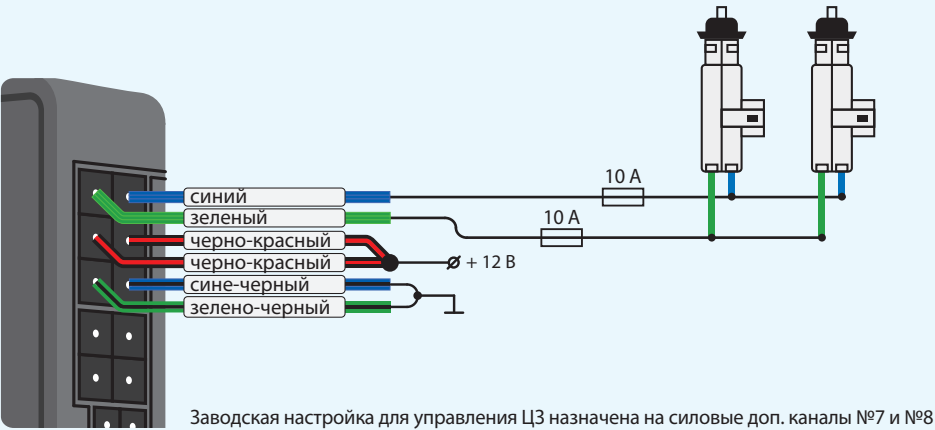 10 А
синий
10 А
зеленый
черно-красный
черно-красный
+ 12 В
сине-черный
зелено-черный
Заводская настройка для управления ЦЗ назначена на силовые доп. каналы №7 и №8